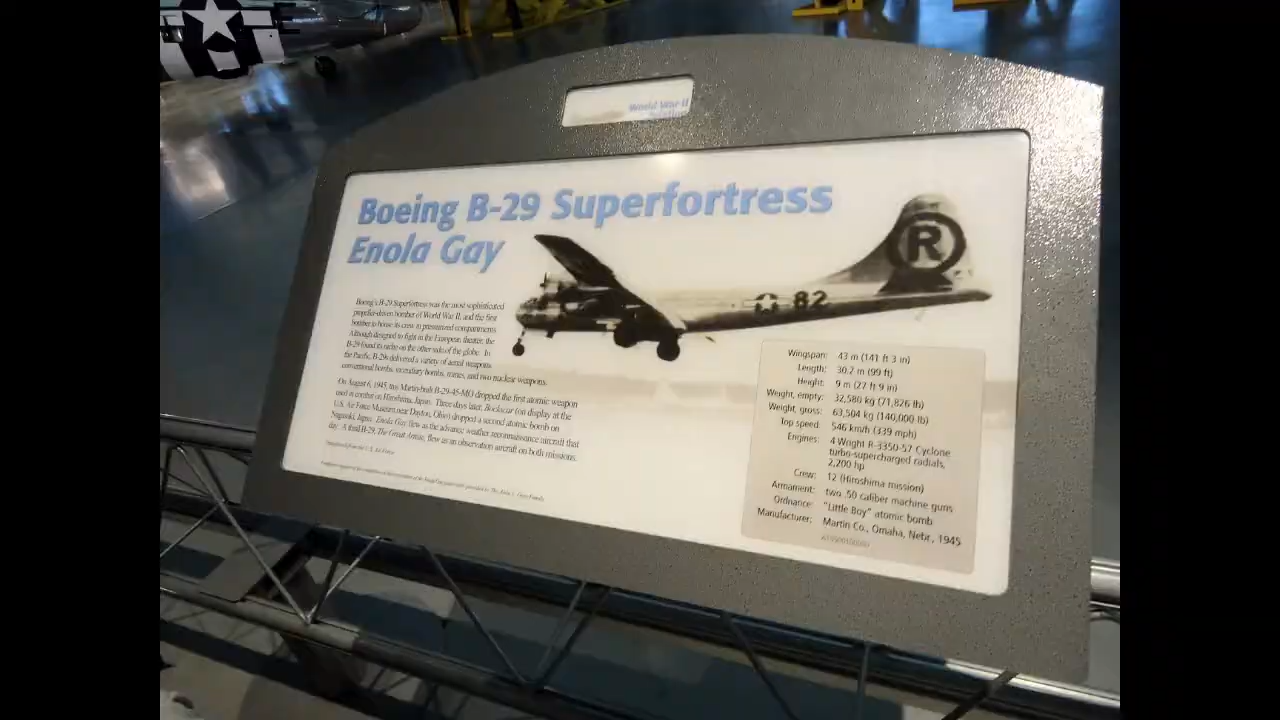 World War II
Boeing B-29 Superfortress
Enola Gay
R
82
Boeing's B-29 Superfortress was the most sophisticated
propeller-driven bomber of World War II, and the first
bomber to house its crew in pressurized compartments.
Although designed to fight in the European theater, the
B-29 found its niche on the other side of the globe. In
the Pacific, B-29s delivered a variety of aerial weapons:
conventional bombs, incendiary bombs, mines, and two nuclear weapons.
On August 6, 1945, this Martin-built B-29-45-MO dropped the first atomic weapon
used in combat on Hiroshima, Japan. Three days later, Bockscar (on display at the
U.S. Air Force Museum near Dayton, Ohio) dropped a second atomic bomb on
Nagasaki, Japan. Enola Gay flew as the advance weather reconnaissance aircraft that
day. A third B-29, The Great Artiste, flew as an observation aircraft on both missions.
Transferred from the U.S. Air Force
Wingspan: 43 m (141 ft 3 in)
Length: 30.2 m (99 ft)
Height: 9 m (27 ft 9 in)
Weight, empty: 32,580 kg (71,826 lb)
Weight, gross: 63,504 kg (140,000 lb)
Top speed: 546 km/h (339 mph)
Engines: 4 Wright R-3350-57 Cyclone
turbo-supercharged radials,
2,200 hp
Crew: 12 (Hiroshima mission)
Armament: two .50 caliber machine guns
Ordnance: "Little Boy" atomic bomb
Manufacturer: Martin Co., Omaha, Nebr., 1945